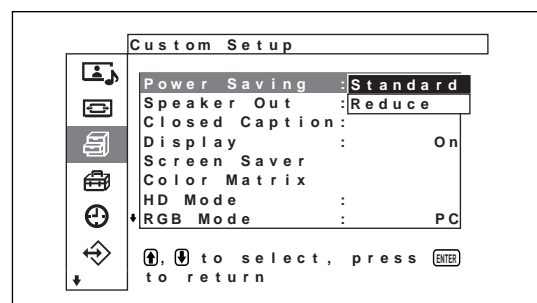 Custom Setup
Power Saving : Standard
Speaker Out : Reduce
Closed Caption:
Display : On
Screen Saver
Color Matrix
HD Mode :
RGB Mode : PC
, to select, press ENTER
to return